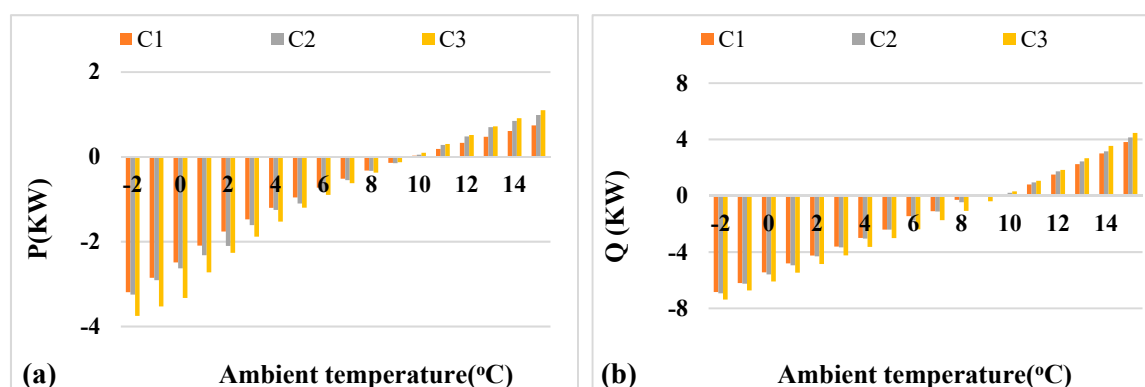 C1 C2 C3
2
0
-2
-4
-2 0 2 4 6 8 10 12 14
P(KW)
(a) Ambient temperature(°C)
C1 C2 C3
8
4
0
-4
-8
-2 0 2 4 6 8 10 12 14
Q (KW)
(b) Ambient temperature(°C)